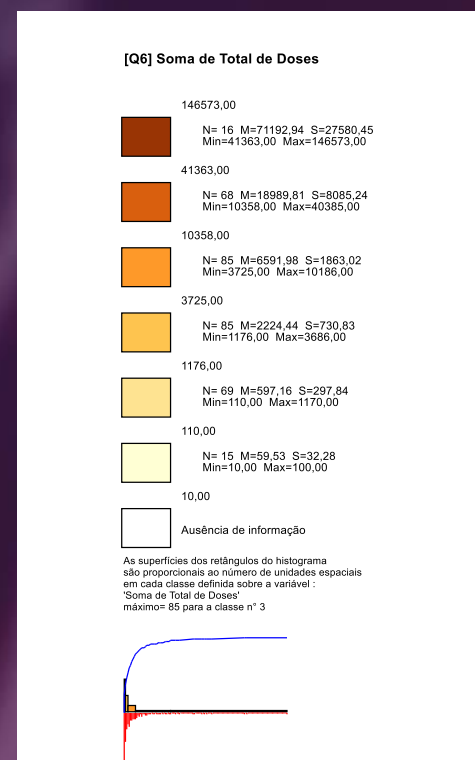 [Q6] Soma de Total de Doses
146573,00
N= 16  M=71192,94  S=27580,45
Min=41363,00  Max=146573,00
41363,00
N= 68  M=18989,81  S=8085,24
Min=10358,00  Max=40385,00
10358,00
N= 85  M=6591,98  S=1863,02
Min=3725,00  Max=10186,00
3725,00
N= 85  M=2224,44  S=730,83
Min=1176,00  Max=3686,00
1176,00
N= 69  M=597,16  S=297,84
Min=110,00  Max=1170,00
110,00
N= 15  M=59,53  S=32,28
Min=10,00  Max=100,00
10,00
Ausência de informação
As superfícies dos retângulos do histograma
são proporcionais ao número de unidades espaciais
em cada classe definida sobre a variável :
'Soma de Total de Doses'
máximo= 85 para a classe n° 3